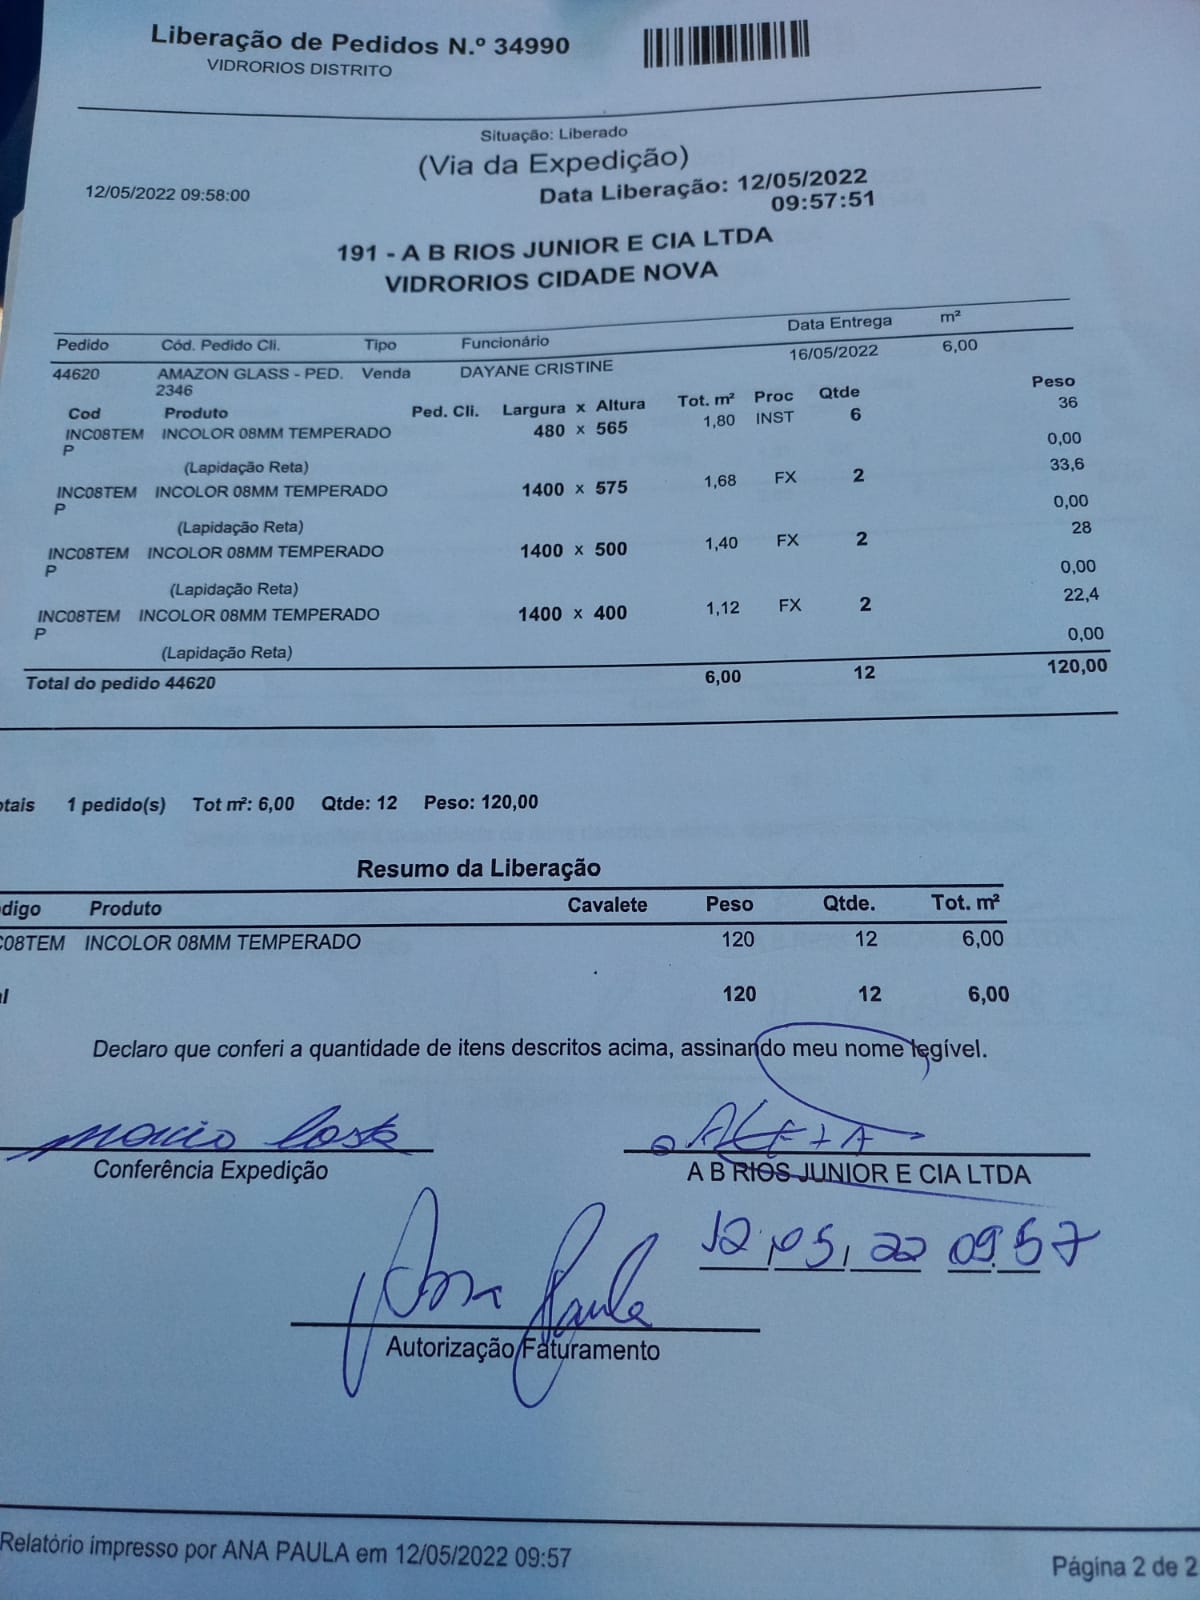 Liberação de Pedidos N.º 34990
VIDRORIOS DISTRITO
Situação: Liberado
(Via da Expedição)
12/05/2022 09:58:00 Data Liberação: 12/05/2022
09:57:51
191 - A B RIOS JUNIOR E CIA LTDA
VIDRORIOS CIDADE NOVA
Pedido Cód. Pedido Cli. Tipo Funcionário Data Entrega m²
44620 AMAZON GLASS - PED. Venda DAYANE CRISTINE 16/05/2022 6,00
2346
Cod Produto Ped. Cli. Largura x Altura Tot. m² Proc Qtde Peso
INC08TEM INCOLOR 08MM TEMPERADO 480 x 565 1,80 INST 6 36
P
(Lapidação Reta) 0,00
INC08TEM INCOLOR 08MM TEMPERADO 1400 x 575 1,68 FX 2 33,6
P
(Lapidação Reta) 0,00
INC08TEM INCOLOR 08MM TEMPERADO 1400 x 500 1,40 FX 2 28
P
(Lapidação Reta) 0,00
INC08TEM INCOLOR 08MM TEMPERADO 1400 x 400 1,12 FX 2 22,4
P
(Lapidação Reta) 0,00
Total do pedido 44620 6,00 12 120,00
otais 1 pedido(s) Tot m²: 6,00 Qtde: 12 Peso: 120,00
Resumo da Liberação
digo Produto Cavalete Peso Qtde. Tot. m²
C08TEM INCOLOR 08MM TEMPERADO 120 12 6,00
al 120 12 6,00
Declaro que conferi a quantidade de itens descritos acima, assinando meu nome legível.
Marcio Costa
Conferência Expedição A B RIOS JUNIOR E CIA LTDA
12,05,22 09:57
Ana Paula
Autorização Faturamento
Relatório impresso por ANA PAULA em 12/05/2022 09:57
Página 2 de 2